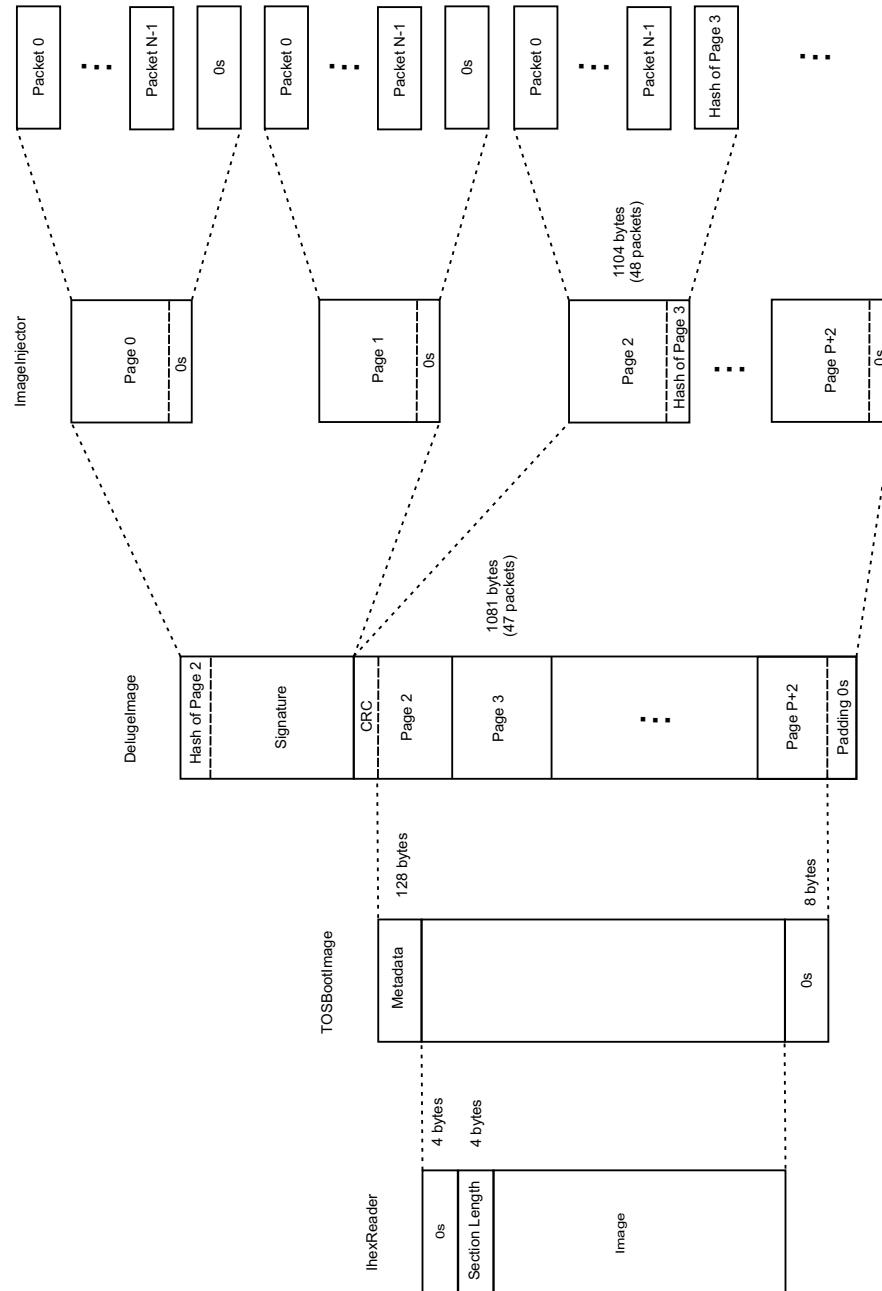 IhexReader
0s
Section Length
Image
4 bytes
4 bytes
TOSBootImage
Metadata
0s
128 bytes
8 bytes
DelugeImage
Hash of Page 2
Signature
CRC
Page 2
Page 3
Page P+2
Padding 0s
1081 bytes
(47 packets)
ImageInjector
Page 0
0s
Page 1
0s
Page 2
Hash of Page 3
Page P+2
0s
1104 bytes
(48 packets)
Packet 0
Packet N-1
0s
Packet 0
Packet N-1
0s
Packet 0
Packet N-1
Hash of Page 3